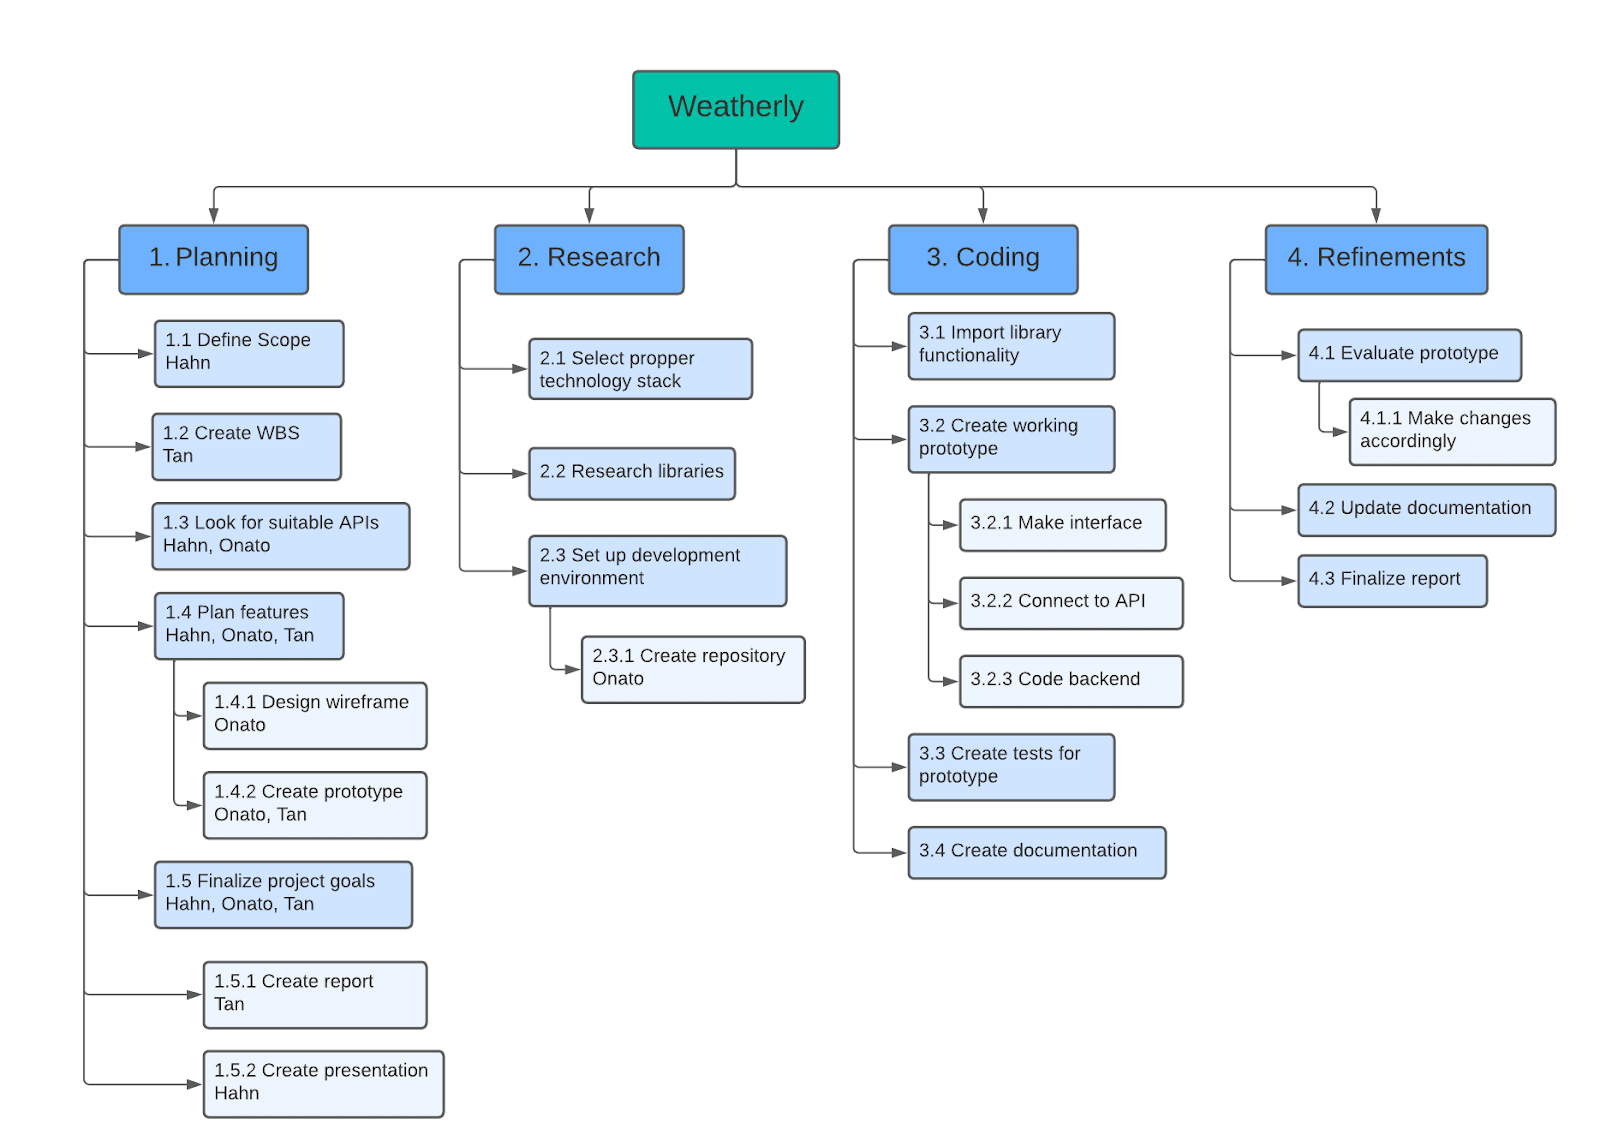 Weatherly
1. Planning
1.1 Define Scope
Hahn
1.2 Create WBS
Tan
1.3 Look for suitable APIs
Hahn, Onato
1.4 Plan features
Hahn, Onato, Tan
1.4.1 Design wireframe
Onato
1.4.2 Create prototype
Onato, Tan
1.5 Finalize project goals
Hahn, Onato, Tan
1.5.1 Create report
Tan
1.5.2 Create presentation
Hahn
2. Research
2.1 Select propper
technology stack
2.2 Research libraries
2.3 Set up development
environment
2.3.1 Create repository
Onato
3. Coding
3.1 Import library
functionality
3.2 Create working
prototype
3.2.1 Make interface
3.2.2 Connect to API
3.2.3 Code backend
3.3 Create tests for
prototype
3.4 Create documentation
4. Refinements
4.1 Evaluate prototype
4.1.1 Make changes
accordingly
4.2 Update documentation
4.3 Finalize report